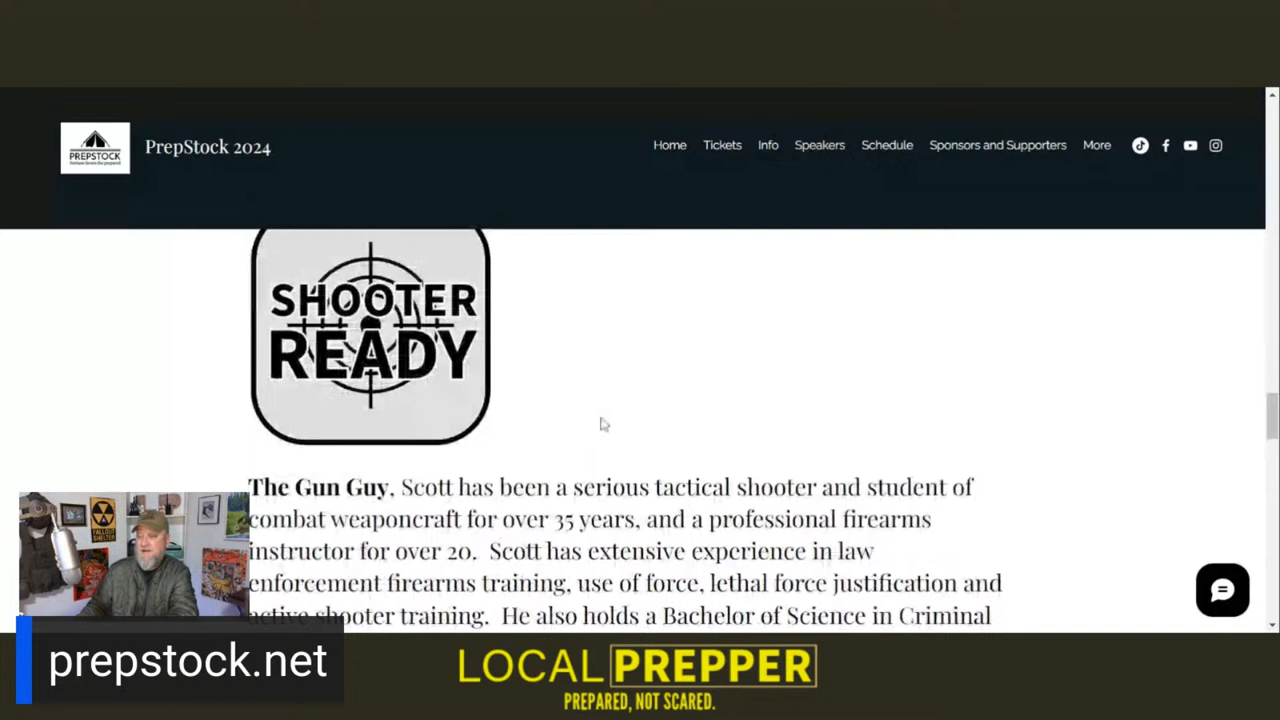 PREPSTOCK
PrepStock 2024
Home Tickets Info Speakers Schedule Sponsors and Supporters More
SHOOTER
READY
The Gun Guy, Scott has been a serious tactical shooter and student of
combat weaponcraft for over 35 years, and a professional firearms
instructor for over 20. Scott has extensive experience in law
enforcement firearms training, use of force, lethal force justification and
active shooter training. He also holds a Bachelor of Science in Criminal
FALLOUT
SHELTER
prepstock.net
LOCAL PREPPER
PREPARED, NOT SCARED.